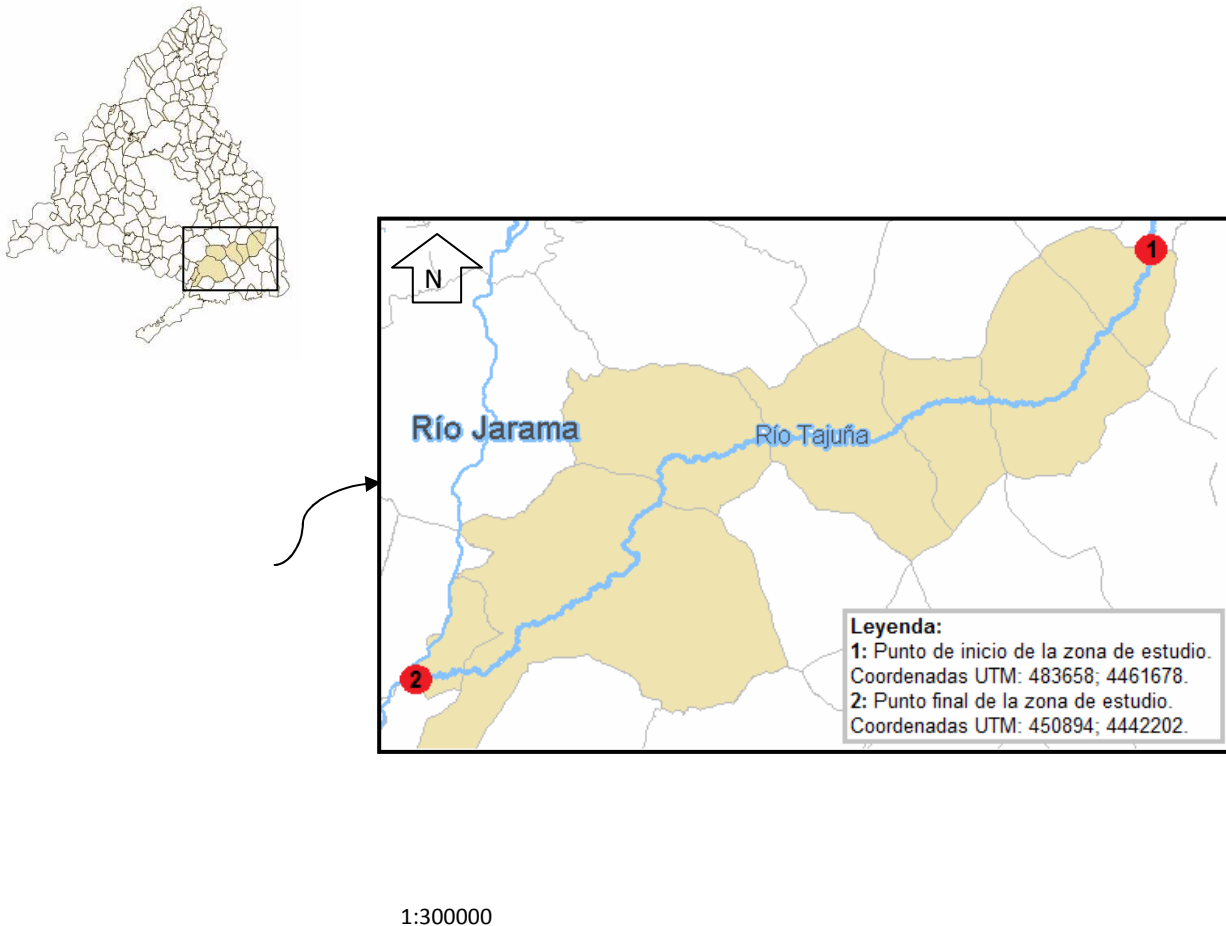 N
1
Río Jarama
Río Tajuña
2
Leyenda:
1: Punto de inicio de la zona de estudio.
Coordenadas UTM: 483658; 4461678.
2: Punto final de la zona de estudio.
Coordenadas UTM: 450894; 4442202.
1:300000